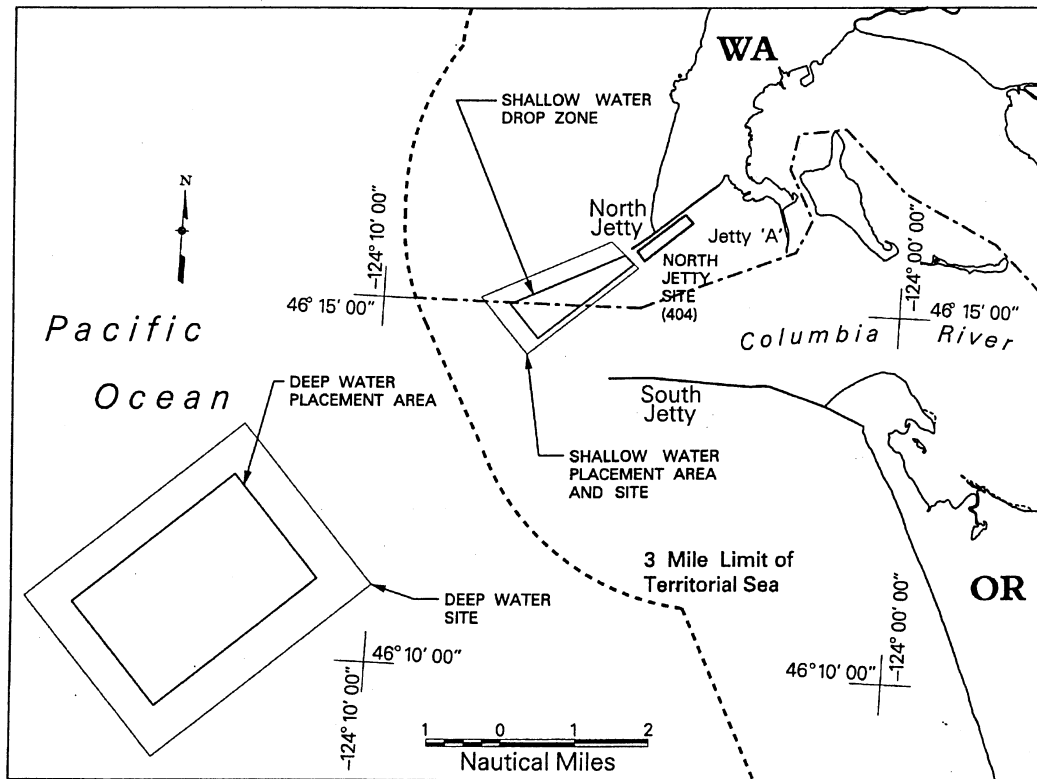 WA
SHALLOW WATER
DROP ZONE
N
North
Jetty
Jetty 'A'
NORTH
JETTY
SITE
(404)
-124° 10' 00"
46° 15' 00"
-124° 00' 00"
46° 15' 00"
Columbia River
Pacific
Ocean
DEEP WATER
PLACEMENT AREA
South
Jetty
SHALLOW WATER
PLACEMENT AREA
AND SITE
3 Mile Limit of
Territorial Sea
OR
DEEP WATER
SITE
46° 10' 00"
-124° 10' 00"
46° 10' 00"
-124° 00' 00"
1 0 1 2
Nautical Miles